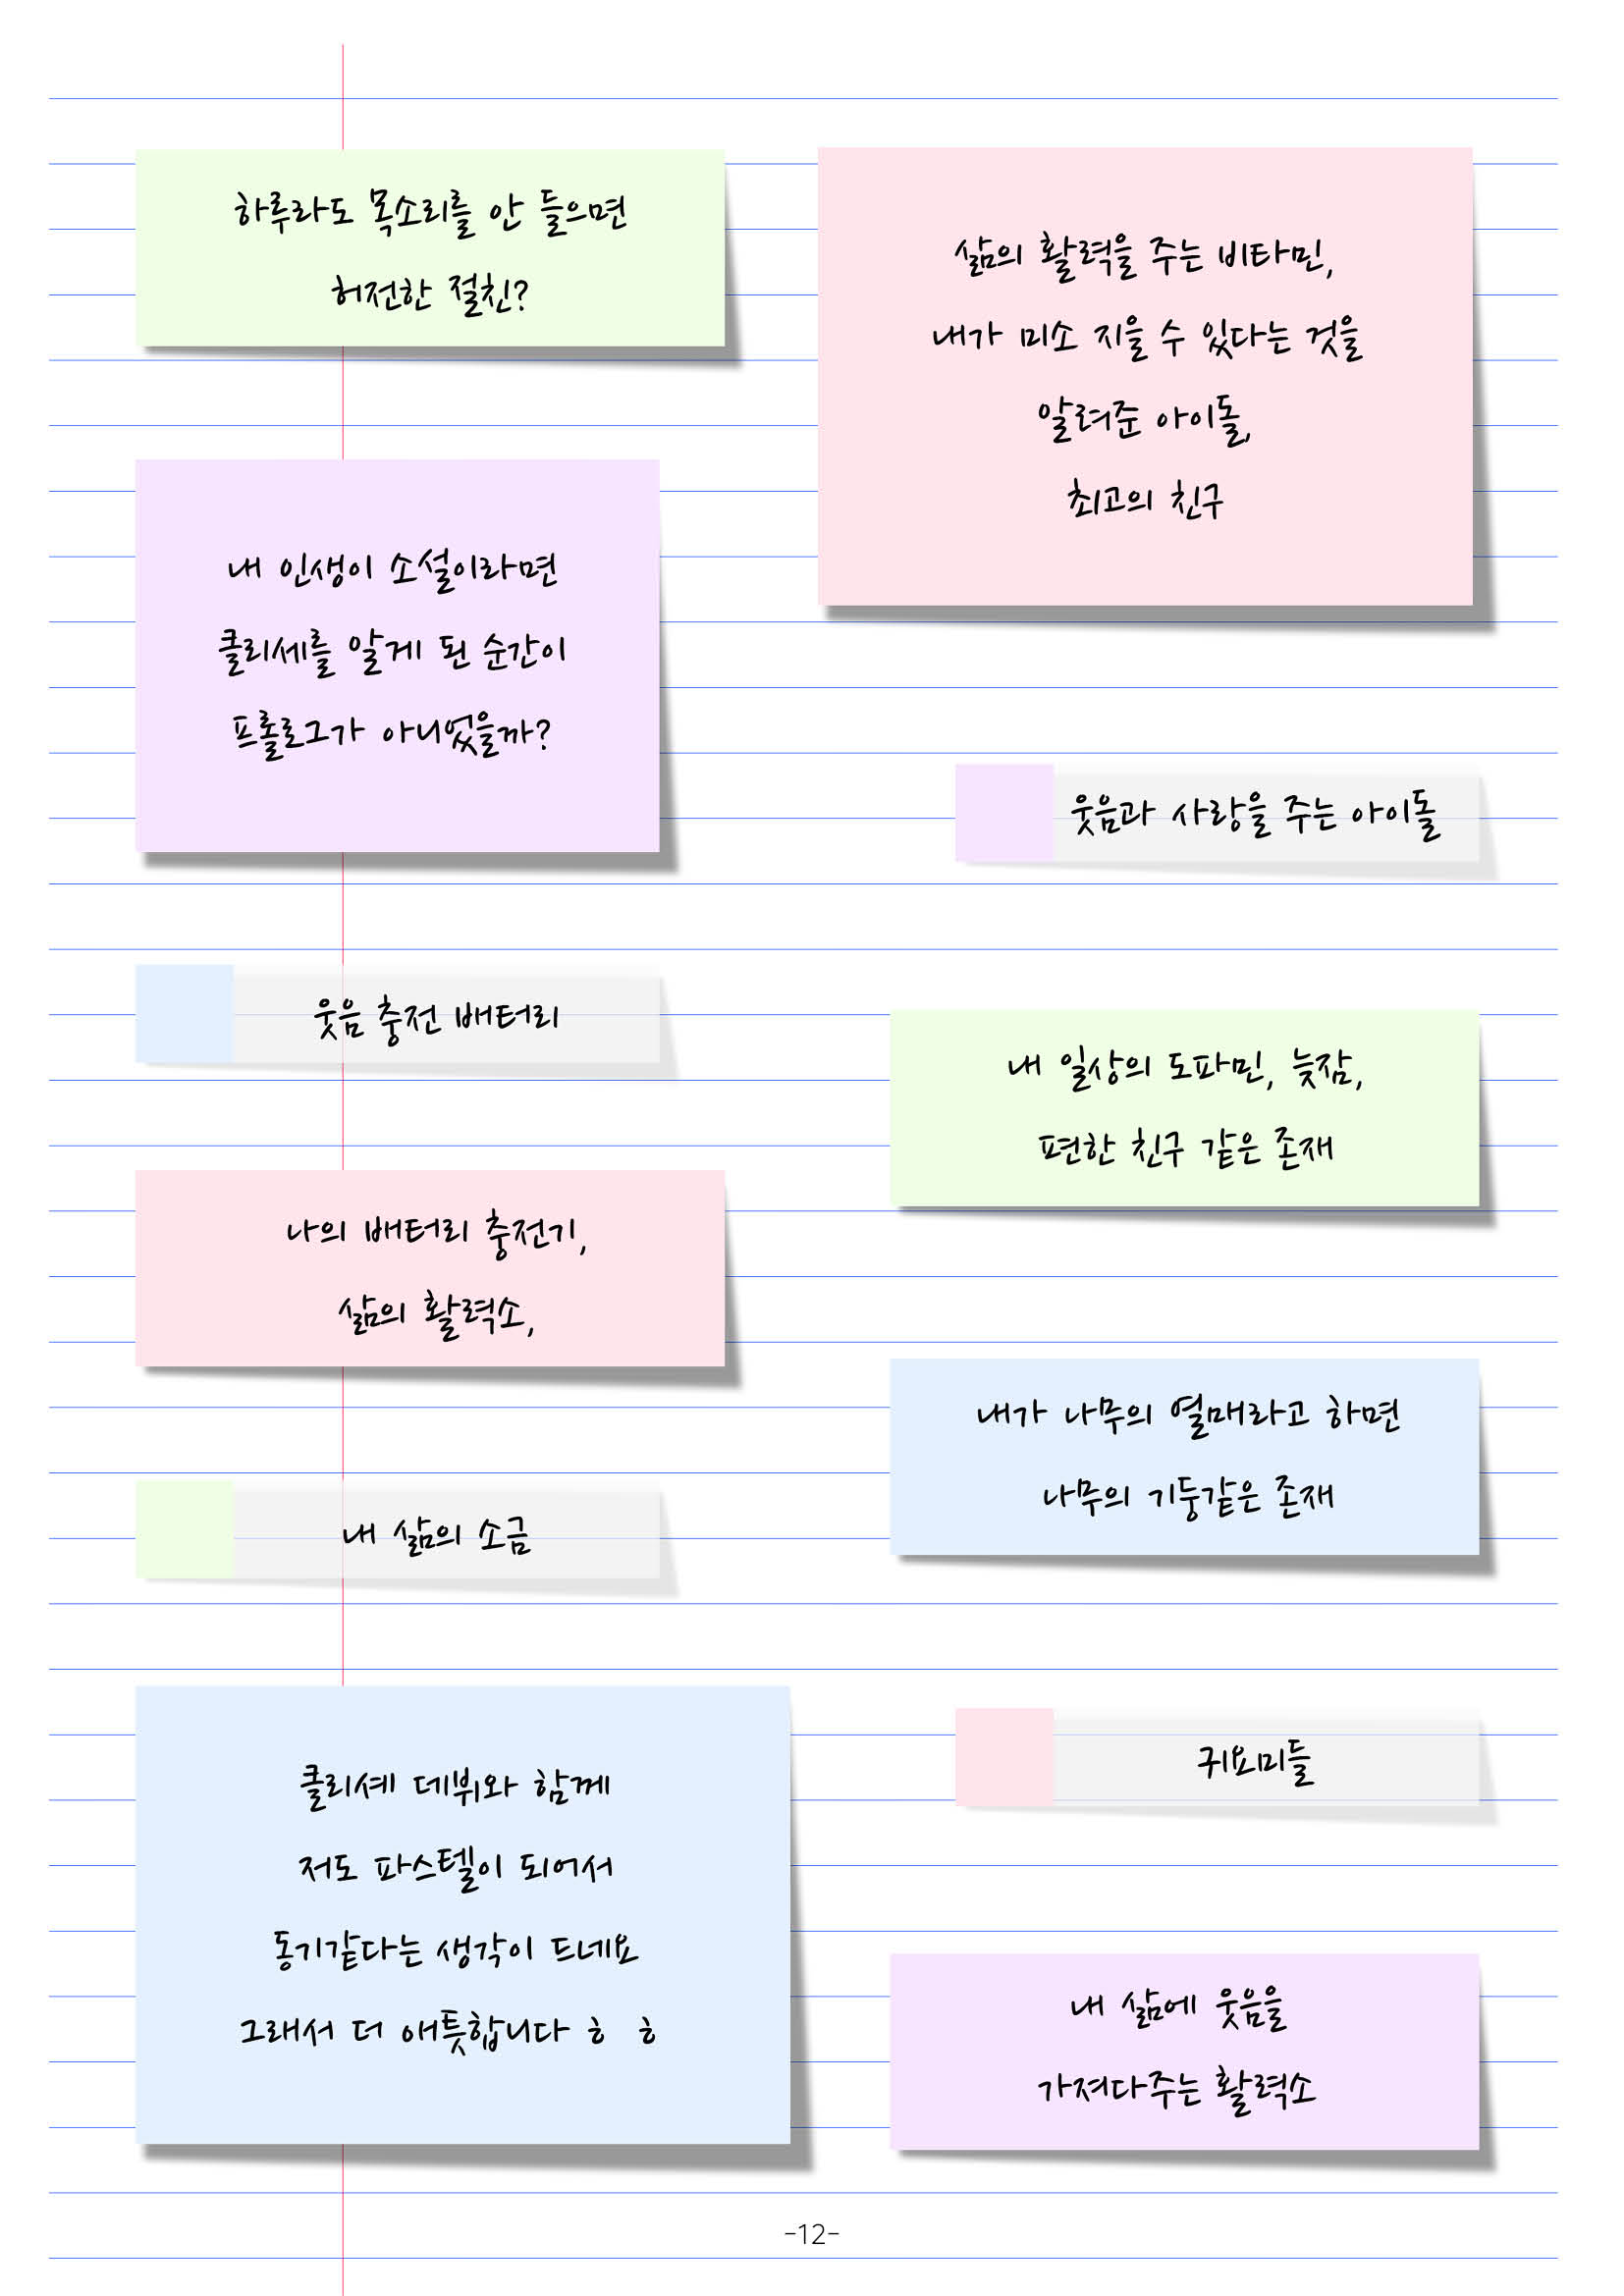 하루라도 목소리를 안 들으면
허전한 절친?
삶의 활력을 주는 비타민,
내가 미소 지을 수 있다는 것을
알려준 아이돌,
최고의 친구
내 인생이 소설이라면
클리세를 알게 된 순간이
프롤로그가 아니었을까?
웃음과 사랑을 주는 아이돌
웃음 충전 배터리
내 일상의 도파민, 늦잠,
편한 친구 같은 존재
나의 배터리 충전기,
삶의 활력소,
내가 나무의 열매라고 하면
나무의 기둥같은 존재
내 삶의 소금
클리셰 데뷔와 함께
저도 파스텔이 되어서
동기같다는 생각이 드네요
그래서 더 애틋합니다 ㅎ ㅎ
귀요미들
내 삶에 웃음을
가져다주는 활력소
-12-